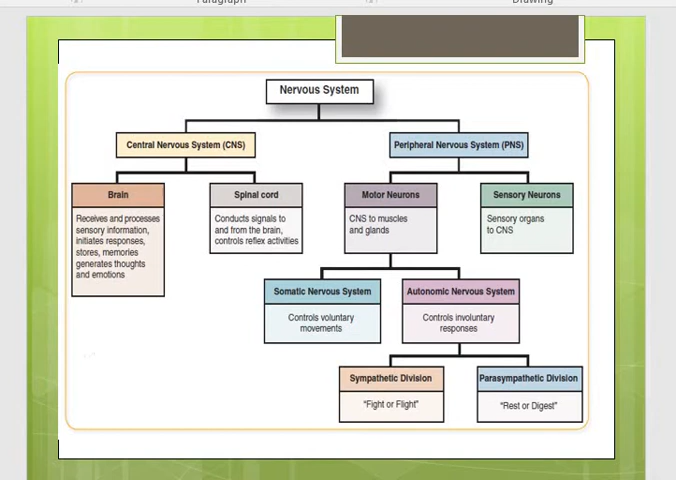 Paragraph
Drawing
Nervous System
Central Nervous System (CNS)
Peripheral Nervous System (PNS)
Brain
Receives and processes
sensory information,
initiates responses,
stores, memories
generates thoughts
and emotions
Spinal cord
Conducts signals to
and from the brain,
controls reflex activities
Motor Neurons
CNS to muscles
and glands
Sensory Neurons
Sensory organs
to CNS
Somatic Nervous System
Controls voluntary
movements
Autonomic Nervous System
Controls involuntary
responses
Sympathetic Division
“Fight or Flight”
Parasympathetic Division
“Rest or Digest”